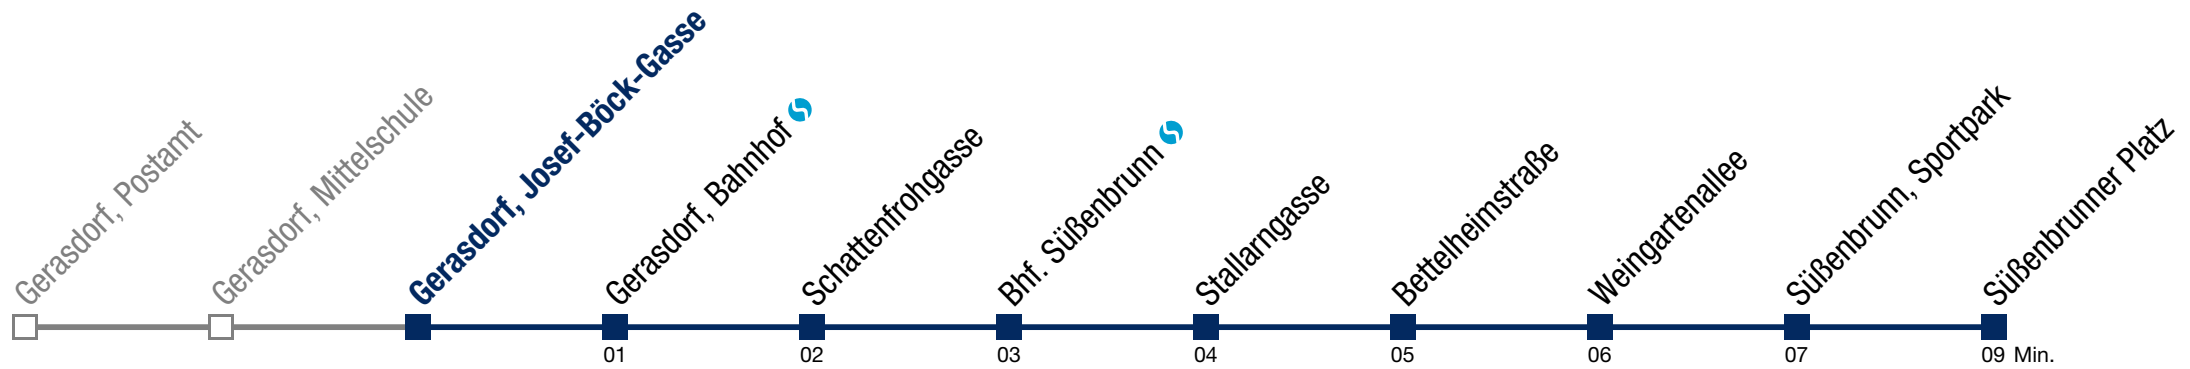 Gerasdorf, Postamt
Gerasdorf, Mittelschule
Gerasdorf, Josef-Böck-Gasse
Gerasdorf, Bahnhof
Schattenfrohgasse
Bhf. Süßenbrunn
Stallarngasse
Bettelheimstraße
Weingartenallee
Süßenbrunn, Sportpark
Süßenbrunner Platz
01 02 03 04 05 06 07 09 Min.